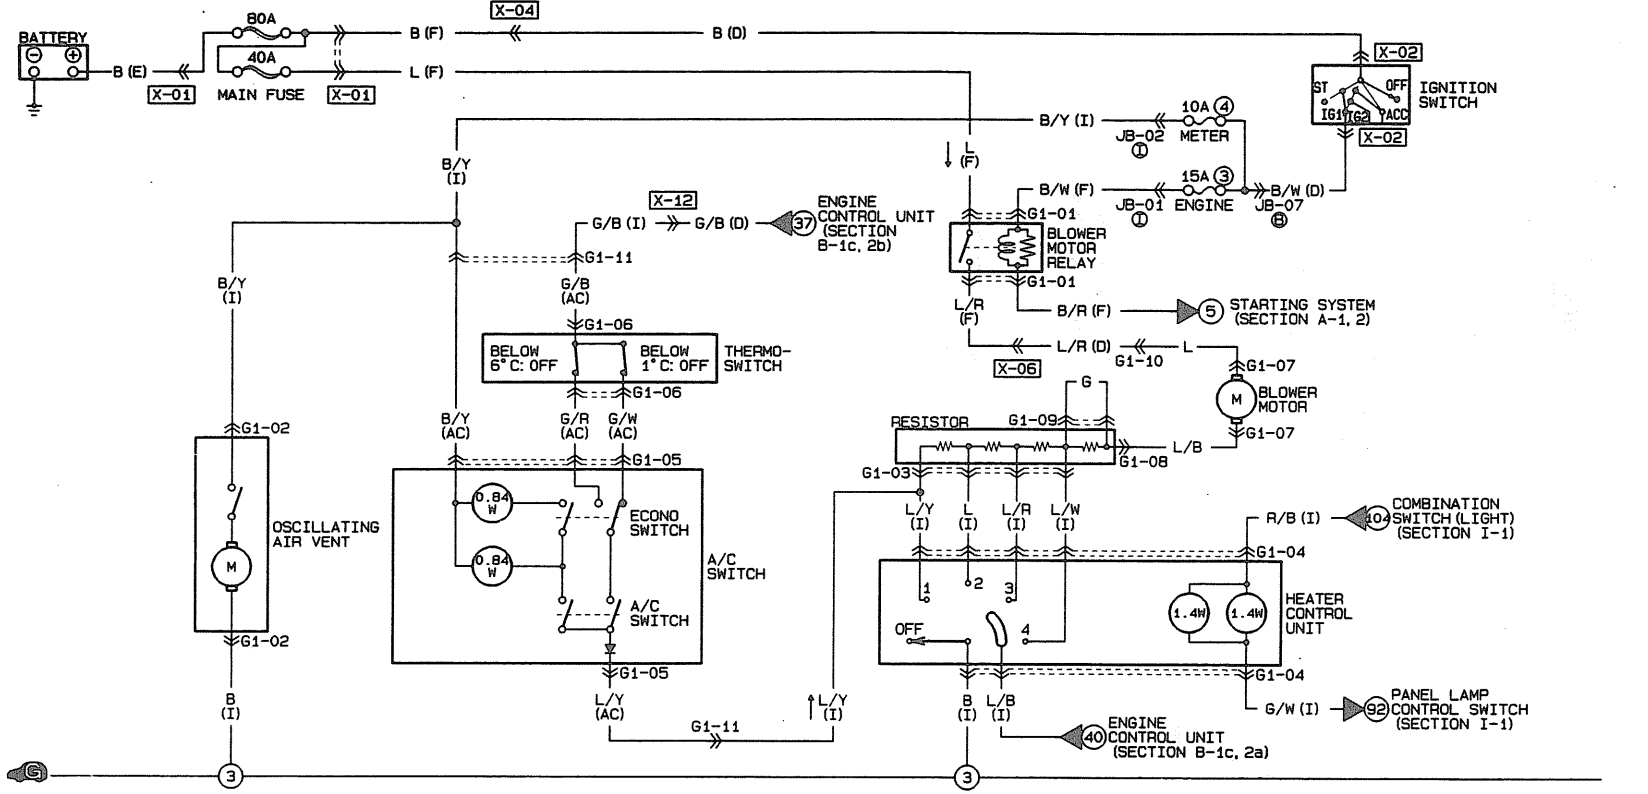 X-04
80A
BATTERY
B (F)
B (D)
40A
X-02
B (E)
L (F)
ST
OFF
IGNITION
SWITCH
X-01
MAIN FUSE
X-01
IG1
IG2
ACC
10A
4
B/Y (I)
JB-02
METER
X-02
I
L
(F)
B/Y
(I)
15A
3
B/W (F)
B/W (D)
X-12
ENGINE
CONTROL UNIT
(SECTION
B-1c, 2b)
JB-01
ENGINE
JB-07
I
B
G1-01
G/B (I)
G/B (D)
37
BLOWER
MOTOR
RELAY
G1-11
B/Y
(I)
G/B
(AC)
G1-01
L/R
(F)
B/R (F)
5
STARTING SYSTEM
(SECTION A-1, 2)
G1-06
BELOW
6°C: OFF
BELOW
1°C: OFF
THERMO-
SWITCH
L/R (D)
L
G1-10
X-06
G1-07
G
G1-06
BLOWER
MOTOR
M
B/Y
(AC)
G/R
(AC)
G/W
(AC)
RESISTOR
G1-09
G1-02
G1-07
L/B
G1-05
G1-08
G1-03
0.84
W
ECONO
SWITCH
L/Y
(I)
L
(I)
L/R
(I)
L/W
(I)
R/B (I)
104
COMBINATION
SWITCH (LIGHT)
(SECTION I-1)
OSCILLATING
AIR VENT
M
0.84
W
A/C
SWITCH
G1-04
1
2
3
A/C
SWITCH
1.4W
1.4W
HEATER
CONTROL
UNIT
OFF
4
G1-02
G1-05
G1-04
B
(I)
L/Y
(AC)
L/Y
(I)
B
(I)
L/B
(I)
G/W (I)
92
PANEL LAMP
CONTROL SWITCH
(SECTION I-1)
G1-11
40
ENGINE
CONTROL UNIT
(SECTION B-1c, 2a)
G
3
3